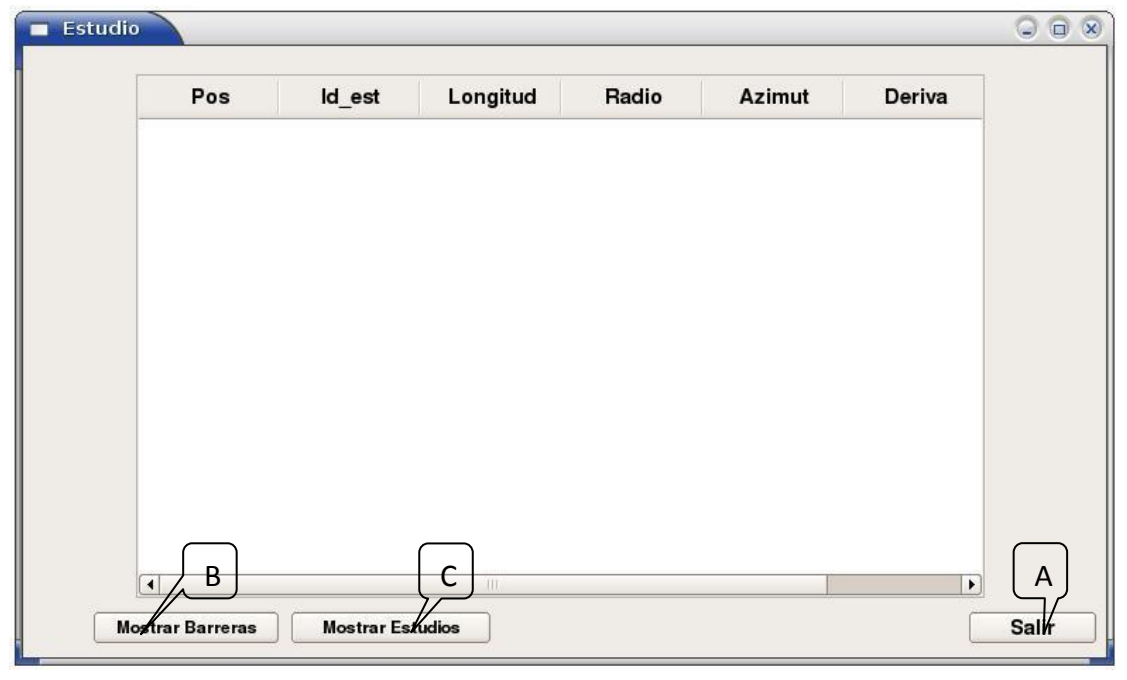 Estudio
Pos Id_est Longitud Radio Azimut Deriva
B C A
Mostrar Barreras Mostrar Estudios Salir